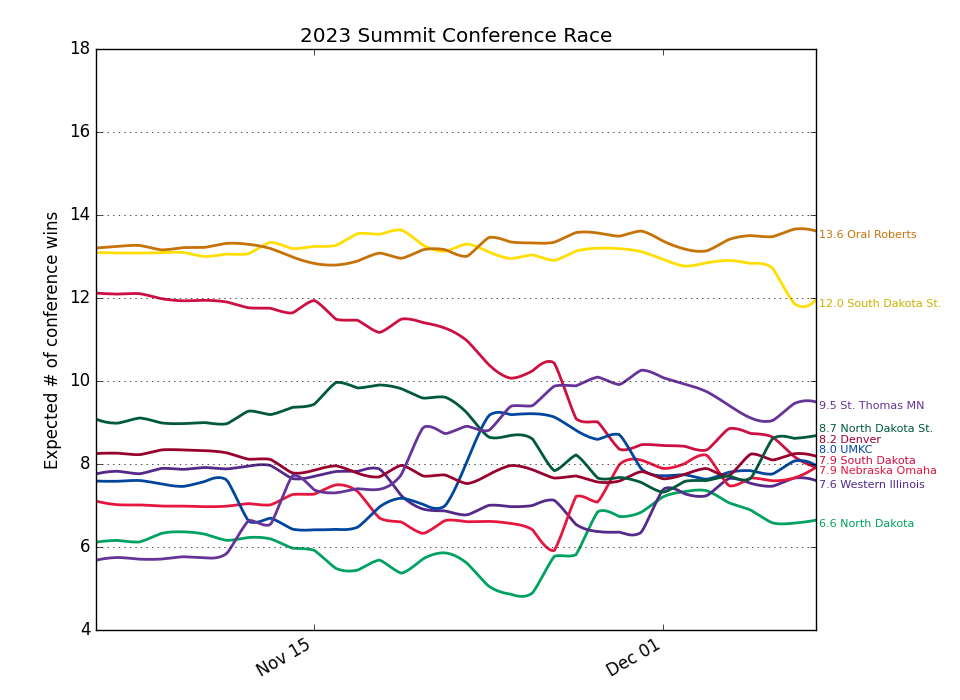 2023 Summit Conference Race
Expected # of conference wins
18
16
14
12
10
8
6
4
Nov 15
Dec 01
13.6 Oral Roberts
12.0 South Dakota St.
9.5 St. Thomas MN
8.7 North Dakota St.
8.2 Denver
8.0 UMKC
7.9 South Dakota
7.9 Nebraska Omaha
7.6 Western Illinois
6.6 North Dakota